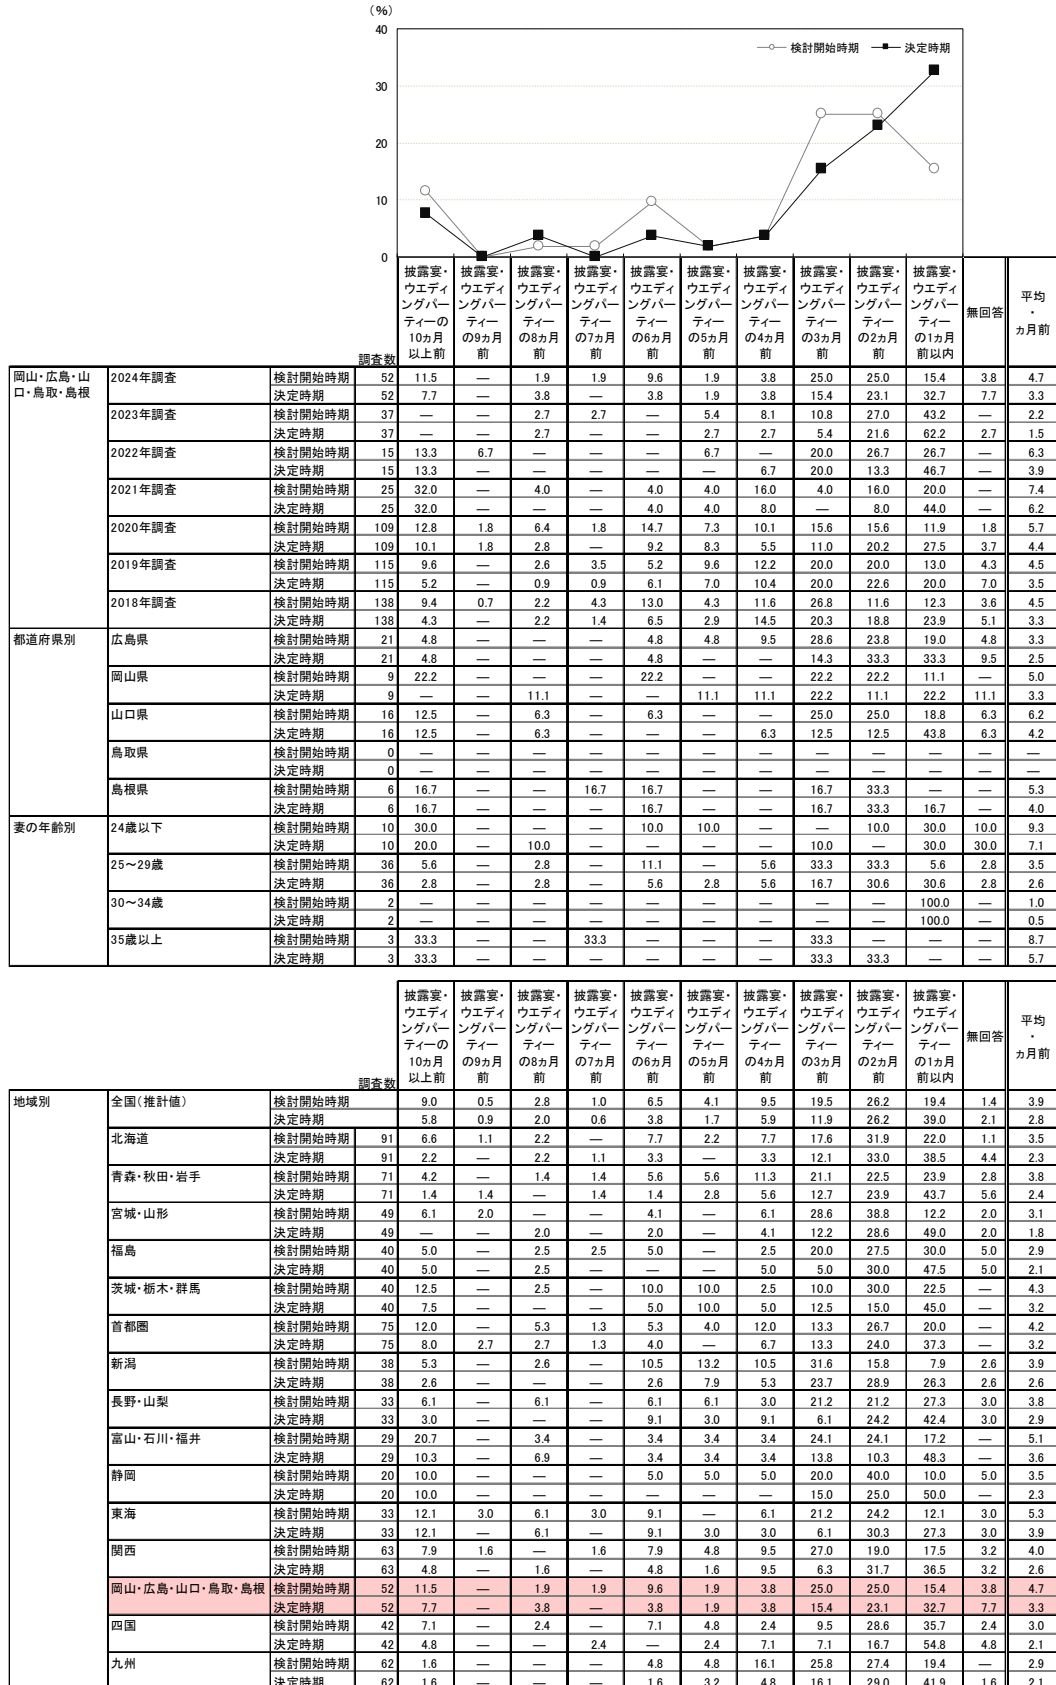 （%）
40
30
20
10
0
検討開始時期 決定時期
調査数 披露宴・ウエディングパーティーの10ヵ月以上前 披露宴・ウエディングパーティーの9ヵ月前 披露宴・ウエディングパーティーの8ヵ月前 披露宴・ウエディングパーティーの7ヵ月前 披露宴・ウエディングパーティーの6ヵ月前 披露宴・ウエディングパーティーの5ヵ月前 披露宴・ウエディングパーティーの4ヵ月前 披露宴・ウエディングパーティーの3ヵ月前 披露宴・ウエディングパーティーの2ヵ月前 披露宴・ウエディングパーティーの1ヵ月前以内 無回答 平均・ヵ月前
岡山・広島・山口・鳥取・島根 2024年調査 検討開始時期 52 11.5 — 1.9 1.9 9.6 1.9 3.8 25.0 25.0 15.4 3.8 4.7
決定時期 52 7.7 — 3.8 — 3.8 1.9 3.8 15.4 23.1 32.7 7.7 3.3
2023年調査 検討開始時期 37 — — 2.7 2.7 — 5.4 8.1 10.8 27.0 43.2 — 2.2
決定時期 37 — — 2.7 — — 2.7 2.7 5.4 21.6 62.2 2.7 1.5
2022年調査 検討開始時期 15 13.3 6.7 — — — 6.7 — 20.0 26.7 26.7 — 6.3
決定時期 15 13.3 — — — — — 6.7 20.0 13.3 46.7 — 3.9
2021年調査 検討開始時期 25 32.0 — 4.0 — 4.0 4.0 16.0 4.0 16.0 20.0 — 7.4
決定時期 25 32.0 — — — 4.0 4.0 8.0 — 8.0 44.0 — 6.2
2020年調査 検討開始時期 109 12.8 1.8 6.4 1.8 14.7 7.3 10.1 15.6 15.6 11.9 1.8 5.7
決定時期 109 10.1 1.8 2.8 — 9.2 8.3 5.5 11.0 20.2 27.5 3.7 4.4
2019年調査 検討開始時期 115 9.6 — 2.6 3.5 5.2 9.6 12.2 20.0 20.0 13.0 4.3 4.5
決定時期 115 5.2 — 0.9 0.9 6.1 7.0 10.4 20.0 22.6 20.0 7.0 3.5
2018年調査 検討開始時期 138 9.4 0.7 2.2 4.3 13.0 4.3 11.6 26.8 11.6 12.3 3.6 4.5
決定時期 138 4.3 — 2.2 1.4 6.5 2.9 14.5 20.3 18.8 23.9 5.1 3.3
都道府県別 広島県 検討開始時期 21 4.8 — — — 4.8 4.8 9.5 28.6 23.8 19.0 4.8 3.3
決定時期 21 4.8 — — — 4.8 — — 14.3 33.3 33.3 9.5 2.5
岡山県 検討開始時期 9 22.2 — — — 22.2 — — 22.2 22.2 11.1 — 5.0
決定時期 9 — — 11.1 — — 11.1 11.1 22.2 11.1 22.2 11.1 3.3
山口県 検討開始時期 16 12.5 — 6.3 — 6.3 — — 25.0 25.0 18.8 6.3 6.2
決定時期 16 12.5 — 6.3 — — — 6.3 12.5 12.5 43.8 6.3 4.2
鳥取県 検討開始時期 0 — — — — — — — — — — — —
決定時期 0 — — — — — — — — — — — —
島根県 検討開始時期 6 16.7 — — 16.7 16.7 — — 16.7 33.3 — — 5.3
決定時期 6 16.7 — — — 16.7 — — 16.7 33.3 16.7 — 4.0
妻の年齢別 24歳以下 検討開始時期 10 30.0 — — — 10.0 10.0 — — 10.0 30.0 10.0 9.3
決定時期 10 20.0 — 10.0 — — — — 10.0 — 30.0 30.0 7.1
25～29歳 検討開始時期 36 5.6 — 2.8 — 11.1 — 5.6 33.3 33.3 5.6 2.8 3.5
決定時期 36 2.8 — 2.8 — 5.6 2.8 5.6 16.7 30.6 30.6 2.8 2.6
30～34歳 検討開始時期 2 — — — — — — — — — 100.0 — 1.0
決定時期 2 — — — — — — — — — 100.0 — 0.5
35歳以上 検討開始時期 3 33.3 — — 33.3 — — — 33.3 — — — 8.7
決定時期 3 33.3 — — — — — — 33.3 33.3 — — 5.7
調査数 披露宴・ウエディングパーティーの10ヵ月以上前 披露宴・ウエディングパーティーの9ヵ月前 披露宴・ウエディングパーティーの8ヵ月前 披露宴・ウエディングパーティーの7ヵ月前 披露宴・ウエディングパーティーの6ヵ月前 披露宴・ウエディングパーティーの5ヵ月前 披露宴・ウエディングパーティーの4ヵ月前 披露宴・ウエディングパーティーの3ヵ月前 披露宴・ウエディングパーティーの2ヵ月前 披露宴・ウエディングパーティーの1ヵ月前以内 無回答 平均・ヵ月前
地域別 全国（推計値） 検討開始時期 9.0 0.5 2.8 1.0 6.5 4.1 9.5 19.5 26.2 19.4 1.4 3.9
決定時期 5.8 0.9 2.0 0.6 3.8 1.7 5.9 11.9 26.2 39.0 2.1 2.8
北海道 検討開始時期 91 6.6 1.1 2.2 — 7.7 2.2 7.7 17.6 31.9 22.0 1.1 3.5
決定時期 91 2.2 — 2.2 1.1 3.3 — 3.3 12.1 33.0 38.5 4.4 2.3
青森・秋田・岩手 検討開始時期 71 4.2 — 1.4 1.4 5.6 5.6 11.3 21.1 22.5 23.9 2.8 3.8
決定時期 71 1.4 1.4 — 1.4 1.4 2.8 5.6 12.7 23.9 43.7 5.6 2.4
宮城・山形 検討開始時期 49 6.1 2.0 — — 4.1 — 6.1 28.6 38.8 12.2 2.0 3.1
決定時期 49 — — 2.0 — 2.0 — 4.1 12.2 28.6 49.0 2.0 1.8
福島 検討開始時期 40 5.0 — 2.5 2.5 5.0 — 2.5 20.0 27.5 30.0 5.0 2.9
決定時期 40 5.0 — 2.5 — — — 5.0 5.0 30.0 47.5 5.0 2.1
茨城・栃木・群馬 検討開始時期 40 12.5 — 2.5 — 10.0 10.0 2.5 10.0 30.0 22.5 — 4.3
決定時期 40 7.5 — — — 5.0 10.0 5.0 12.5 15.0 45.0 — 3.2
首都圏 検討開始時期 75 12.0 — 5.3 1.3 5.3 4.0 12.0 13.3 26.7 20.0 — 4.2
決定時期 75 8.0 2.7 2.7 1.3 4.0 — 6.7 13.3 24.0 37.3 — 3.2
新潟 検討開始時期 38 5.3 — 2.6 — 10.5 13.2 10.5 31.6 15.8 7.9 2.6 3.9
決定時期 38 2.6 — — — 2.6 7.9 5.3 23.7 28.9 26.3 2.6 2.6
長野・山梨 検討開始時期 33 6.1 — 6.1 — 6.1 6.1 3.0 21.2 21.2 27.3 3.0 3.8
決定時期 33 3.0 — — — 9.1 3.0 9.1 6.1 24.2 42.4 3.0 2.9
富山・石川・福井 検討開始時期 29 20.7 — 3.4 — 3.4 3.4 3.4 24.1 24.1 17.2 — 5.1
決定時期 29 10.3 — 6.9 — 3.4 3.4 3.4 13.8 10.3 48.3 — 3.6
静岡 検討開始時期 20 10.0 — — — 5.0 5.0 5.0 20.0 40.0 10.0 5.0 3.5
決定時期 20 10.0 — — — — — — 15.0 25.0 50.0 — 2.3
東海 検討開始時期 33 12.1 3.0 6.1 3.0 9.1 — 6.1 21.2 24.2 12.1 3.0 5.3
決定時期 33 12.1 — 6.1 — 9.1 3.0 3.0 6.1 30.3 27.3 3.0 3.9
関西 検討開始時期 63 7.9 1.6 — 1.6 7.9 4.8 9.5 27.0 19.0 17.5 3.2 4.0
決定時期 63 4.8 — 1.6 — 4.8 1.6 9.5 6.3 31.7 36.5 3.2 2.6
岡山・広島・山口・鳥取・島根 検討開始時期 52 11.5 — 1.9 1.9 9.6 1.9 3.8 25.0 25.0 15.4 3.8 4.7
決定時期 52 7.7 — 3.8 — 3.8 1.9 3.8 15.4 23.1 32.7 7.7 3.3
四国 検討開始時期 42 7.1 — 2.4 — 7.1 4.8 2.4 9.5 28.6 35.7 2.4 3.0
決定時期 42 4.8 — — 2.4 — 2.4 7.1 7.1 16.7 54.8 4.8 2.1
九州 検討開始時期 62 1.6 — — — 4.8 4.8 16.1 25.8 27.4 19.4 — 2.9
決定時期 62 1.6 — — — 1.6 3.2 4.8 16.1 29.0 41.9 1.6 2.1